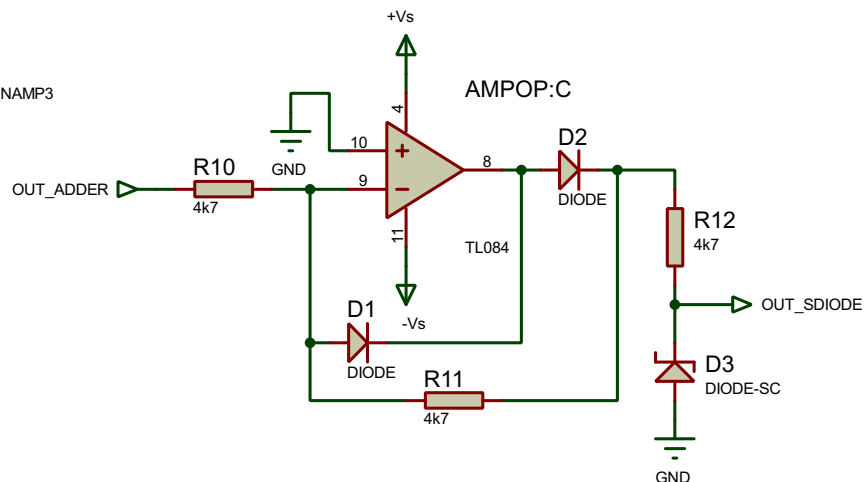 +Vs
NAMP3
AMPOP:C
4
10
D2
GND
R10
8
OUT_ADDER
9
DIODE
4k7
R12
4k7
11
TL084
OUT_SDIODE
D1
-Vs
DIODE
D3
DIODE-SC
R11
4k7
GND